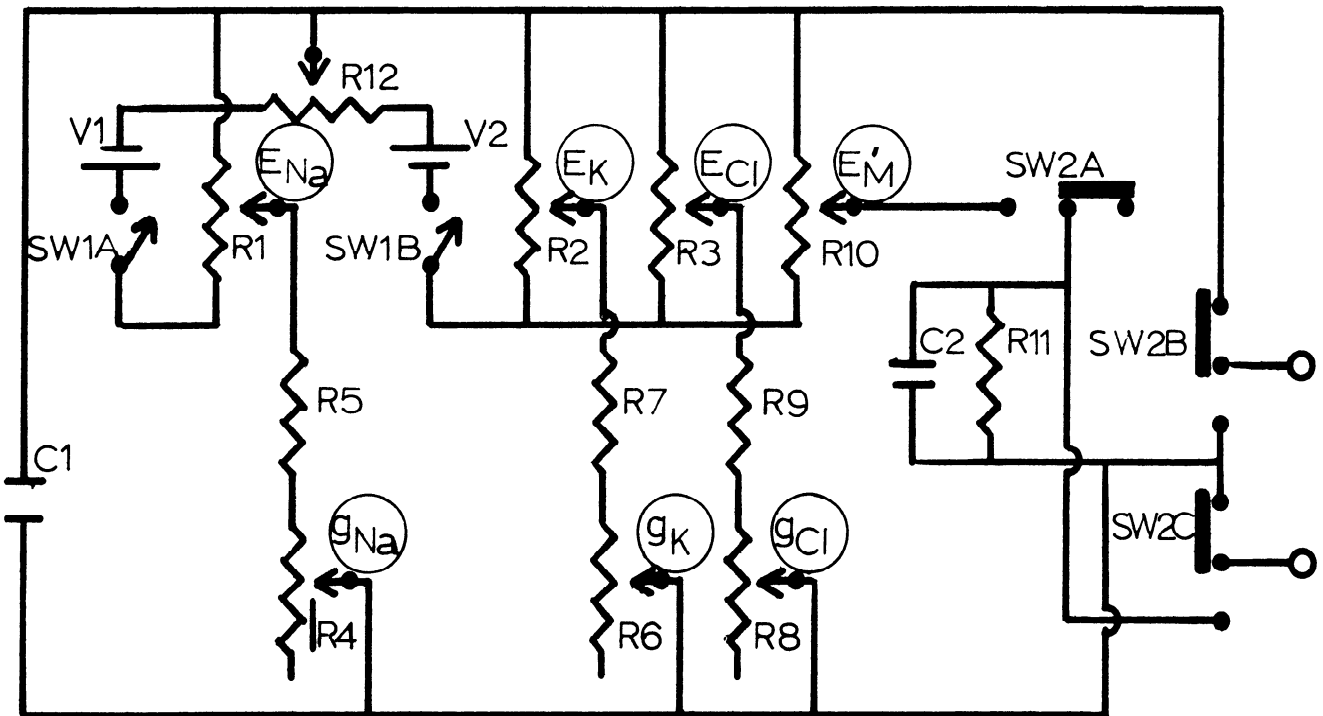 R12
V1
V2
E_Na
E_K
E_Cl
E'_M
SW2A
SW1A
R1
SW1B
R2
R3
R10
C2
R11
SW2B
R5
R7
R9
C1
g_Na
g_K
g_Cl
SW2C
R4
R6
R8